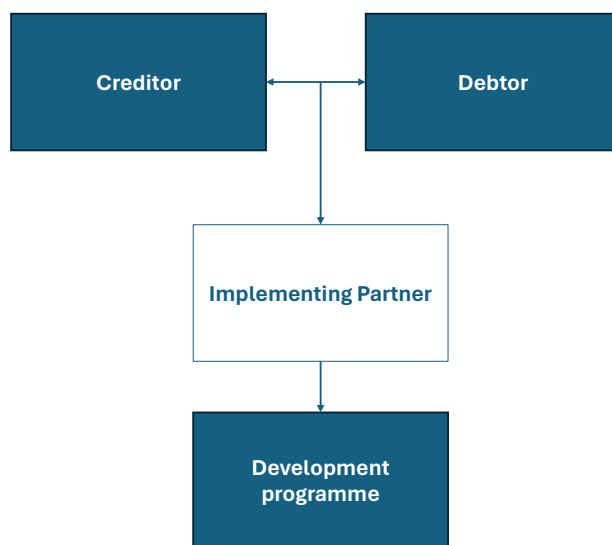 Creditor
Debtor
Implementing Partner
Development
programme